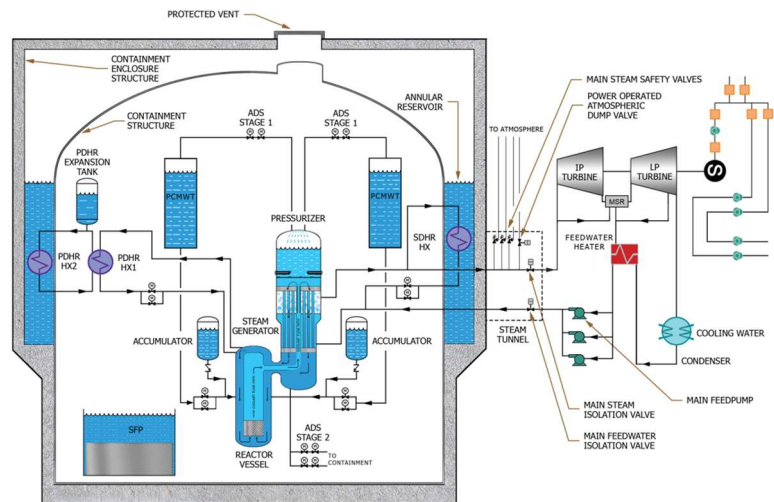 PROTECTED VENT
CONTAINMENT
ENCLOSURE
STRUCTURE
CONTAINMENT
STRUCTURE
ADS
STAGE 1
ADS
STAGE 1
ANNULAR
RESERVOIR
MAIN STEAM SAFETY VALVES
POWER OPERATED
ATMOSPHERIC
DUMP VALVE
TO ATMOSPHERE
PDHR
EXPANSION
TANK
PCMWT
PCMWT
PRESSURIZER
IP
TURBINE
LP
TURBINE
S
MSR
PDHR
HX2
PDHR
HX1
SDHR
HX
FEEDWATER
HEATER
STEAM
GENERATOR
ACCUMULATOR
ACCUMULATOR
STEAM
TUNNEL
COOLING WATER
CONDENSER
MAIN FEEDPUMP
MAIN STEAM
ISOLATION VALVE
MAIN FEEDWATER
ISOLATION VALVE
SFP
REACTOR
VESSEL
ADS
STAGE 2
TO
CONTAINMENT